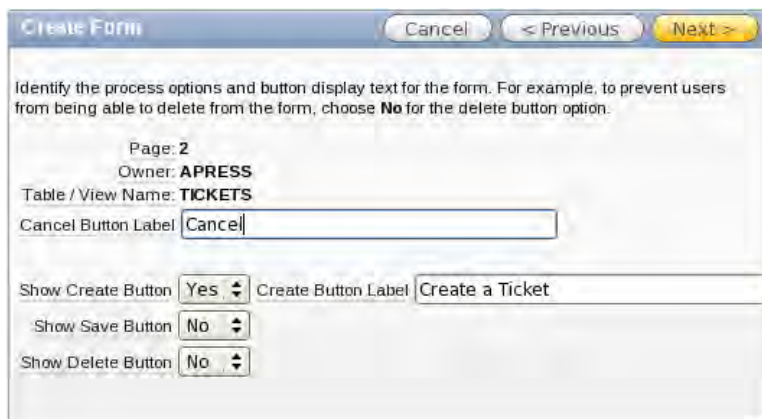 Create Form
Cancel
< Previous
Next >
Identify the process options and button display text for the form. For example, to prevent users
from being able to delete from the form, choose No for the delete button option.
Page: 2
Owner: APRESS
Table / View Name: TICKETS
Cancel Button Label Cancel
Show Create Button Yes Create Button Label Create a Ticket
Show Save Button No
Show Delete Button No